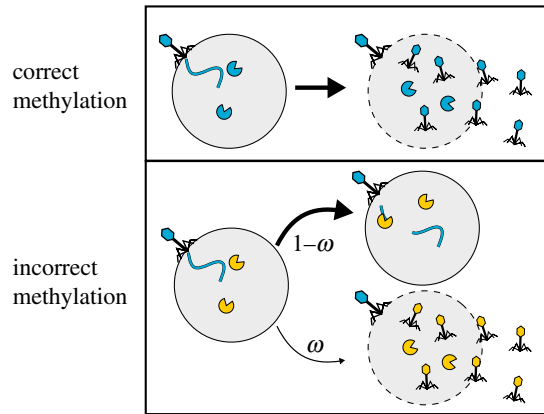 correct
methylation
incorrect
methylation
1–ω
ω